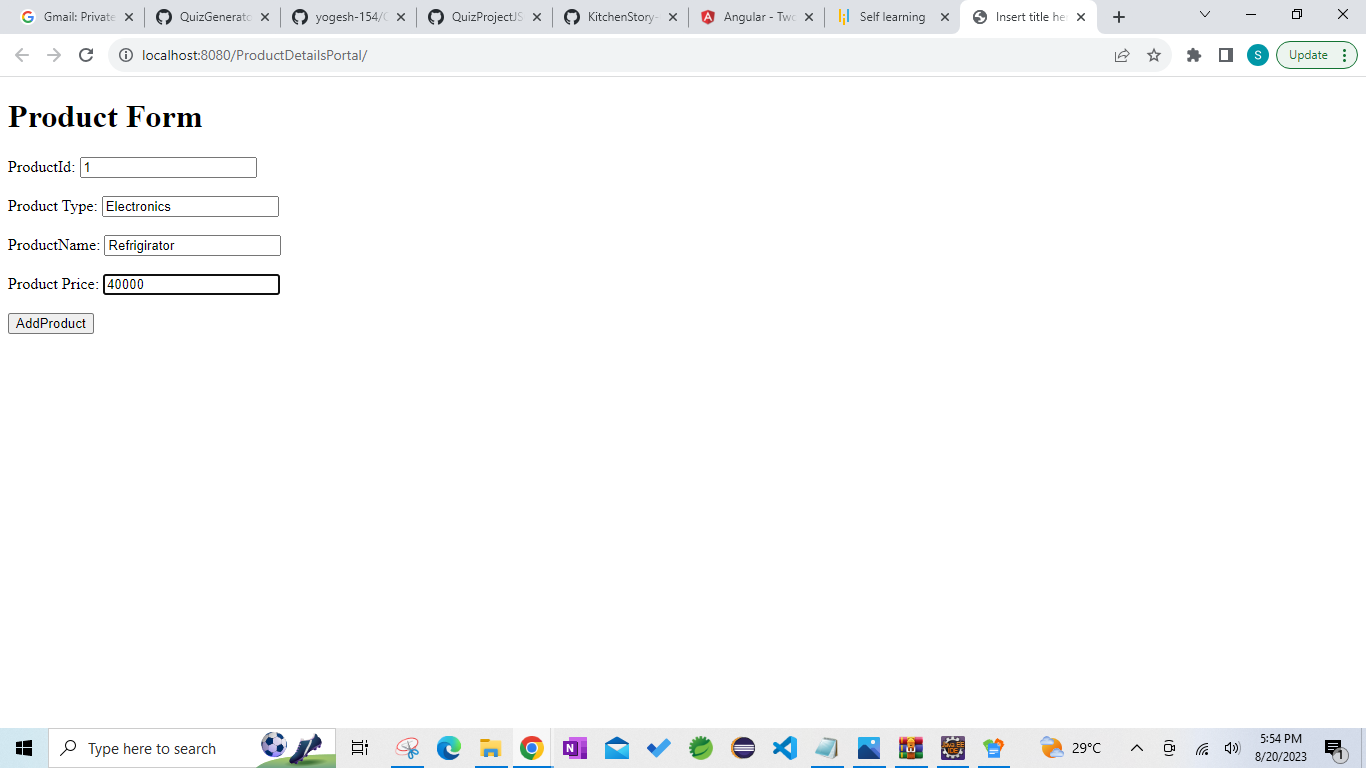 Gmail: Private
QuizGenerato
yogesh-154/
QuizProjectJS
KitchenStory-
Angular - Two
Self learning
Insert title he
localhost:8080/ProductDetailsPortal/
S
Update
Product Form
ProductId: 1
Product Type: Electronics
ProductName: Refrigirator
Product Price: 40000
AddProduct
Type here to search
29°C
5:54 PM
8/20/2023
1